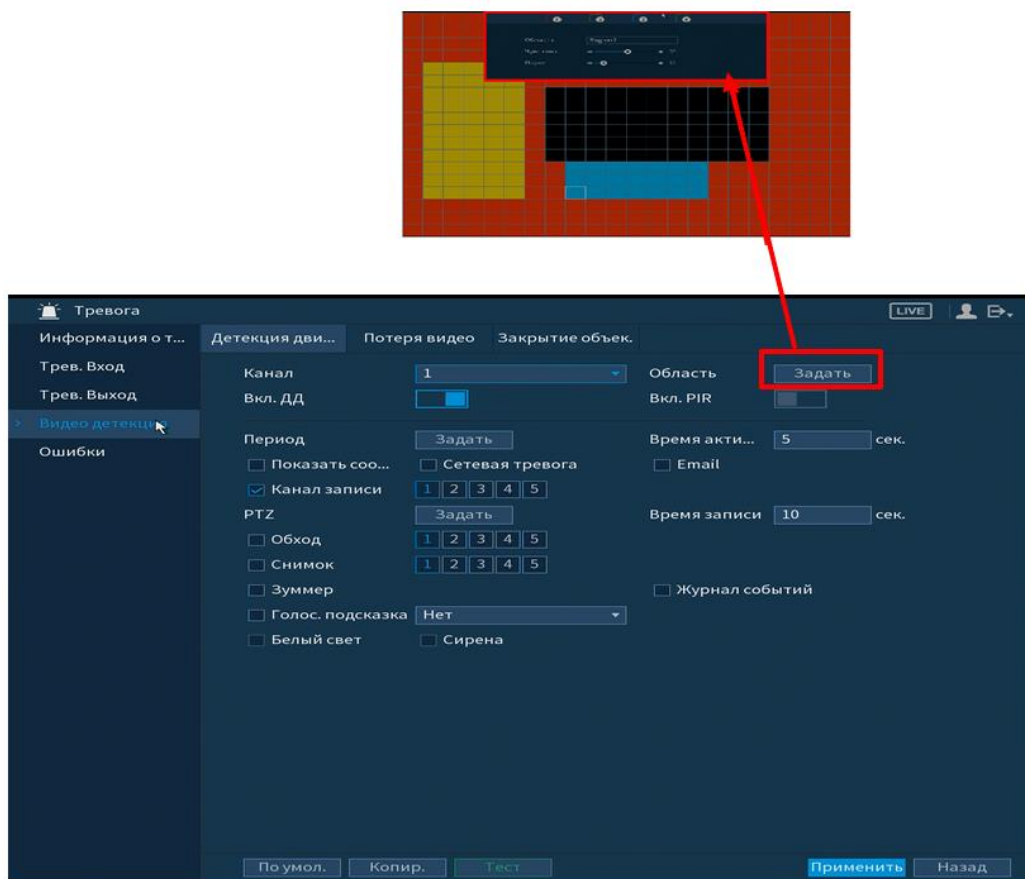 Область
Порог
Тревога
LIVE
Информация о т...
Детекция дви...
Потеря видео
Закрытие объек.
Трев. Вход
Канал
1
Область
Задать
Трев. Выход
Вкл. ДД
Вкл. PIR
Видео детекция
Ошибки
Период
Задать
Время акти...
5
сек.
Показать соо...
Сетевая тревога
Email
Канал записи
1 2 3 4 5
PTZ
Задать
Время записи
10
сек.
Обход
1 2 3 4 5
Снимок
1 2 3 4 5
Зуммер
Журнал событий
Голос. подсказка
Нет
Белый свет
Сирена
По умол.
Копир.
Тест
Применить
Назад